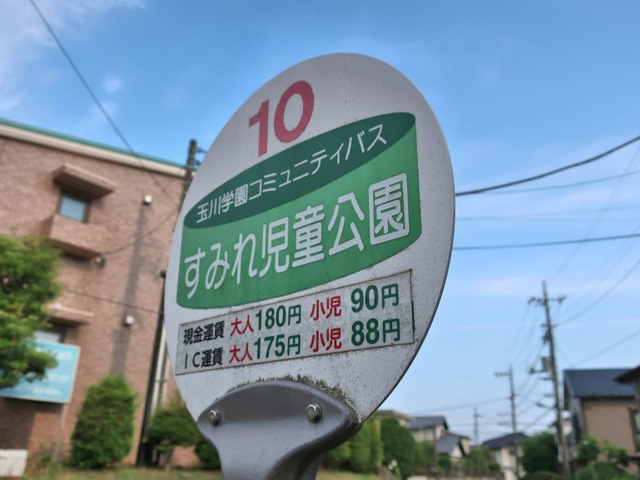 10
玉川学園コミュニティバス
すみれ児童公園
現金運賃 大人180円 小児 90円
IC運賃 大人175円 小児 88円